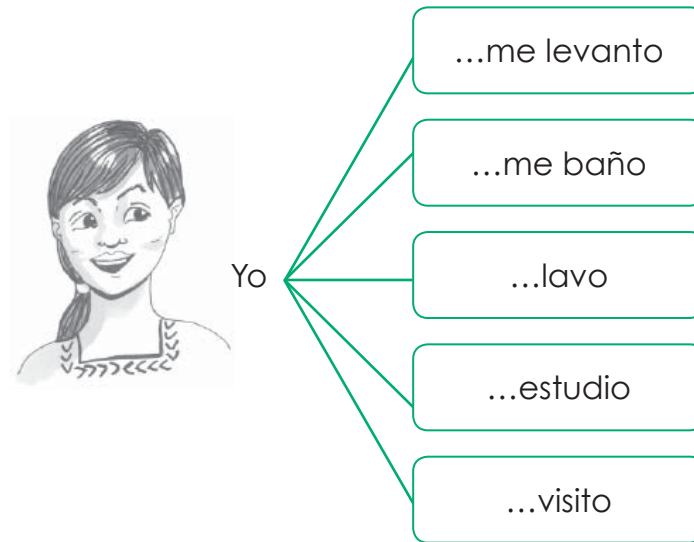 …me levanto
…me baño
Yo
…lavo
…estudio
…visito